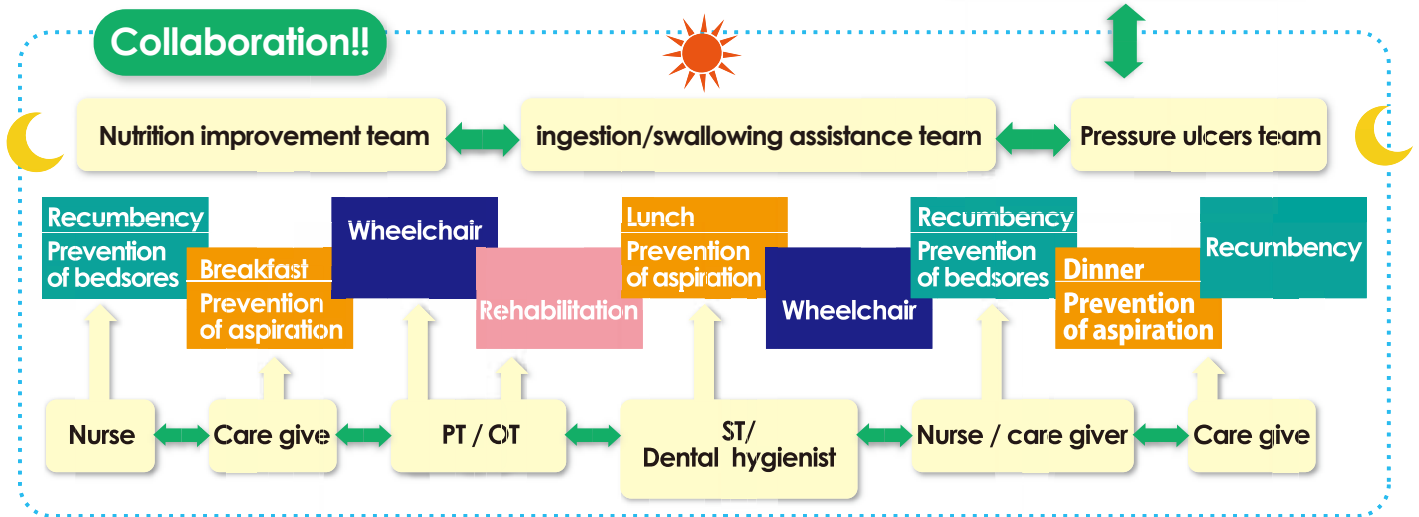 Collaboration!!
Nutrition improvement team
ingestion/swallowing assistance team
Pressure ulcers team
Recumbency
Prevention
of bedsores
Breakfast
Prevention
of aspiration
Wheelchair
Rehabilitation
Lunch
Prevention
of aspiration
Wheelchair
Recumbency
Prevention
of bedsores
Dinner
Prevention
of aspiration
Recumbency
Nurse
Care give
PT / OT
ST/
Dental hygienist
Nurse / care giver
Care give